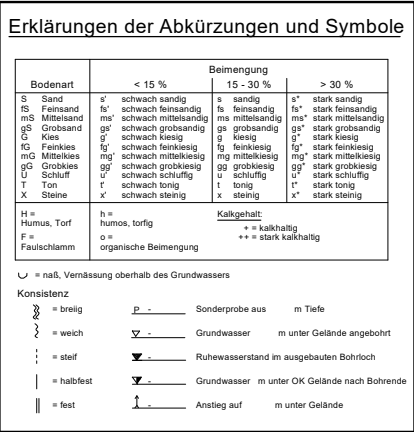 Erklärungen der Abkürzungen und Symbole
Beimengung
Bodenart < 15 % 15 - 30 % > 30 %
S Sand s' schwach sandig s sandig s* stark sandig
fS Feinsand fs' schwach feinsandig fs feinsandig fs* stark feinsandig
mS Mittelsand ms' schwach mittelsandig ms mittelsandig ms* stark mittelsandig
gS Grobsand gs' schwach grobsandig gs grobsandig gs* stark grobsandig
G Kies g' schwach kiesig g kiesig g* stark kiesig
fG Feinkies fg' schwach feinkiesig fg feinkiesig fg* stark feinkiesig
mG Mittelkies mg' schwach mittelkiesig mg mittelkiesig mg* stark mittelkiesig
gG Grobkies gg' schwach grobkiesig gg grobkiesig gg* stark grobkiesig
U Schluff u' schwach schluffig u schluffig u* stark schluffig
T Ton t' schwach tonig t tonig t* stark tonig
X Steine x' schwach steinig x steinig x* stark steinig
H = h = Kalkgehalt:
Humus, Torf humos, torfig + = kalkhaltig
F = o = ++ = stark kalkhaltig
Faulschlamm organische Beimengung
= naß, Vernässung oberhalb des Grundwassers
Konsistenz
= breiig P - Sonderprobe aus m Tiefe
= weich - Grundwasser m unter Gelände angebohrt
= steif - Ruhewasserstand im ausgebauten Bohrloch
= halbfest - Grundwasser m unter OK Gelände nach Bohrende
= fest - Anstieg auf m unter Gelände